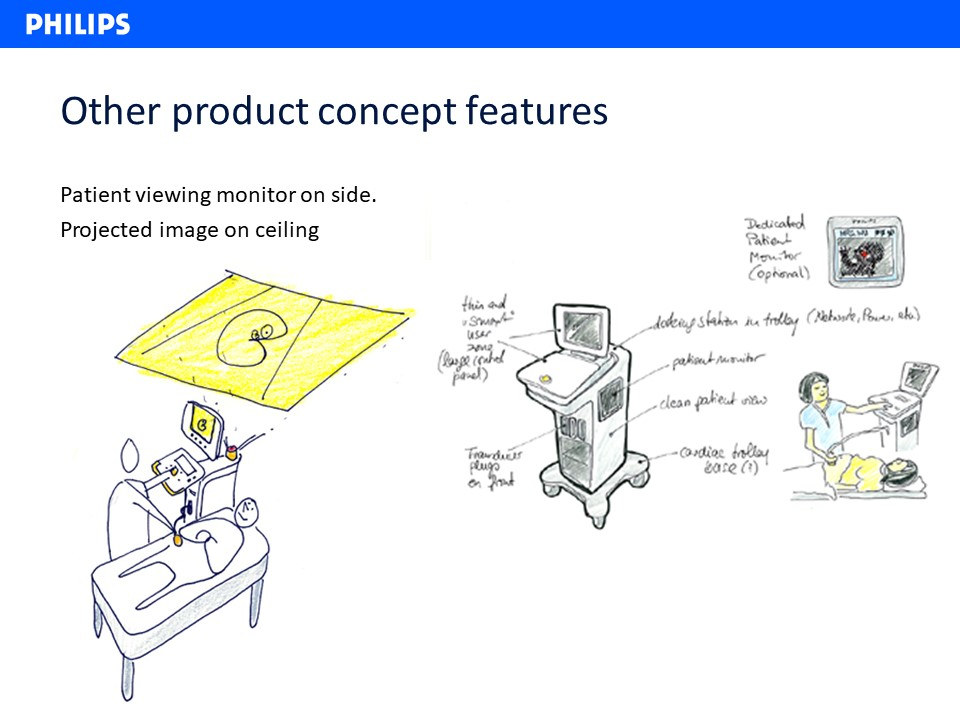 PHILIPS
Other product concept features
Patient viewing monitor on side.
Projected image on ceiling
Dedicated
Patient
Monitor
(optional)
PHILIPS
thin and
"smart"
user
zone
(large control
panel)
docking station in trolley (Network, Power, etc)
patient monitor
clean patient view
Transducer
plugs
on front
cardiac trolley
base (?)